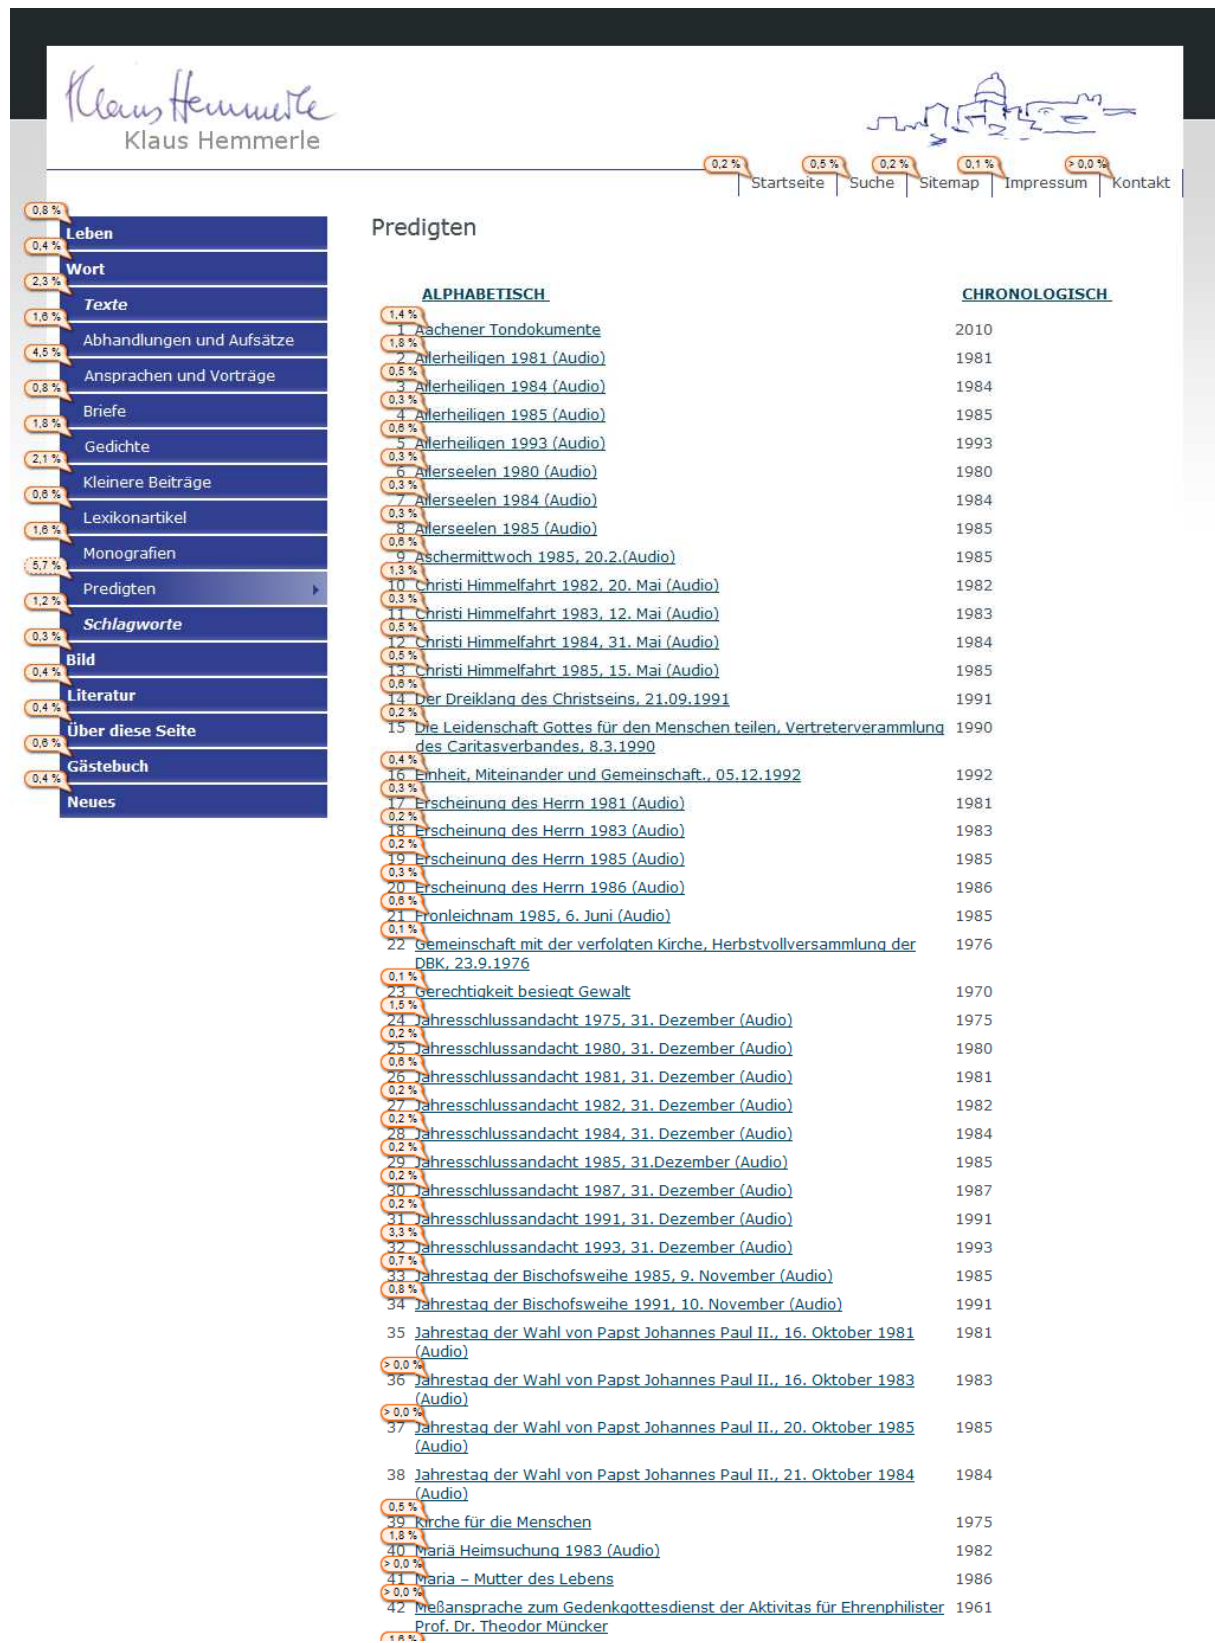 Klaus Hemmerle
Klaus Hemmerle
0,2 % 0,5 % 0,2 % 0,1 % > 0,0 %
Startseite Suche Sitemap Impressum Kontakt
0,8 %
Leben
0,4 %
Wort
2,3 %
Texte
1,6 %
Abhandlungen und Aufsätze
4,5 %
Ansprachen und Vorträge
0,8 %
Briefe
1,8 %
Gedichte
2,1 %
Kleinere Beiträge
0,6 %
Lexikonartikel
1,6 %
Monografien
5,7 %
Predigten
1,2 %
Schlagworte
0,3 %
Bild
0,4 %
Literatur
0,4 %
Über diese Seite
0,6 %
Gästebuch
0,4 %
Neues
Predigten
ALPHABETISCH CHRONOLOGISCH
1,4 %
1 Aachener Tondokumente 2010
1,8 %
2 Allerheiligen 1981 (Audio) 1981
0,5 %
3 Allerheiligen 1984 (Audio) 1984
0,3 %
4 Allerheiligen 1985 (Audio) 1985
0,6 %
5 Allerheiligen 1993 (Audio) 1993
0,3 %
6 Allerseelen 1980 (Audio) 1980
0,3 %
7 Allerseelen 1984 (Audio) 1984
0,3 %
8 Allerseelen 1985 (Audio) 1985
0,6 %
9 Aschermittwoch 1985, 20.2.(Audio) 1985
1,3 %
10 Christi Himmelfahrt 1982, 20. Mai (Audio) 1982
0,3 %
11 Christi Himmelfahrt 1983, 12. Mai (Audio) 1983
0,5 %
12 Christi Himmelfahrt 1984, 31. Mai (Audio) 1984
0,5 %
13 Christi Himmelfahrt 1985, 15. Mai (Audio) 1985
0,6 %
14 Der Dreiklang des Christseins, 21.09.1991 1991
0,2 %
15 Die Leidenschaft Gottes für den Menschen teilen, Vertreterverammlung 1990
des Caritasverbandes, 8.3.1990
0,4 %
16 Einheit, Miteinander und Gemeinschaft., 05.12.1992 1992
0,3 %
17 Erscheinung des Herrn 1981 (Audio) 1981
0,2 %
18 Erscheinung des Herrn 1983 (Audio) 1983
0,2 %
19 Erscheinung des Herrn 1985 (Audio) 1985
0,3 %
20 Erscheinung des Herrn 1986 (Audio) 1986
0,6 %
21 Fronleichnam 1985, 6. Juni (Audio) 1985
0,1 %
22 Gemeinschaft mit der verfolgten Kirche, Herbstvollversammlung der 1976
DBK, 23.9.1976
0,1 %
23 Gerechtigkeit besiegt Gewalt 1970
1,5 %
24 Jahresschlussandacht 1975, 31. Dezember (Audio) 1975
0,2 %
25 Jahresschlussandacht 1980, 31. Dezember (Audio) 1980
0,6 %
26 Jahresschlussandacht 1981, 31. Dezember (Audio) 1981
0,2 %
27 Jahresschlussandacht 1982, 31. Dezember (Audio) 1982
0,2 %
28 Jahresschlussandacht 1984, 31. Dezember (Audio) 1984
0,2 %
29 Jahresschlussandacht 1985, 31.Dezember (Audio) 1985
0,2 %
30 Jahresschlussandacht 1987, 31. Dezember (Audio) 1987
0,2 %
31 Jahresschlussandacht 1991, 31. Dezember (Audio) 1991
3,3 %
32 Jahresschlussandacht 1993, 31. Dezember (Audio) 1993
0,7 %
33 Jahrestag der Bischofsweihe 1985, 9. November (Audio) 1985
0,8 %
34 Jahrestag der Bischofsweihe 1991, 10. November (Audio) 1991
35 Jahrestag der Wahl von Papst Johannes Paul II., 16. Oktober 1981 1981
(Audio)
> 0,0 %
36 Jahrestag der Wahl von Papst Johannes Paul II., 16. Oktober 1983 1983
(Audio)
> 0,0 %
37 Jahrestag der Wahl von Papst Johannes Paul II., 20. Oktober 1985 1985
(Audio)
38 Jahrestag der Wahl von Papst Johannes Paul II., 21. Oktober 1984 1984
(Audio)
0,5 %
39 Kirche für die Menschen 1975
1,8 %
40 Mariä Heimsuchung 1983 (Audio) 1982
> 0,0 %
41 Maria – Mutter des Lebens 1986
> 0,0 %
42 Meßansprache zum Gedenkgottesdienst der Aktivitas für Ehrenphilister 1961
Prof. Dr. Theodor Müncker
1,6 %